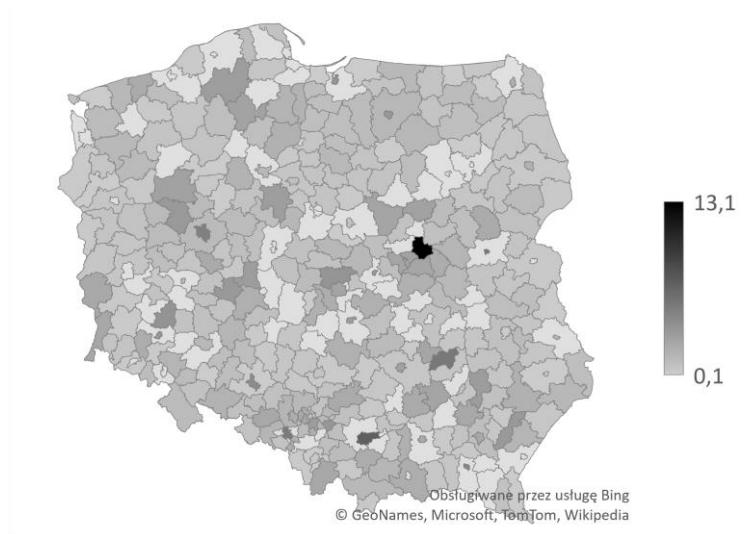 13,1
0,1
Obsługiwane przez usługę Bing
© GeoNames, Microsoft, TomTom, Wikipedia